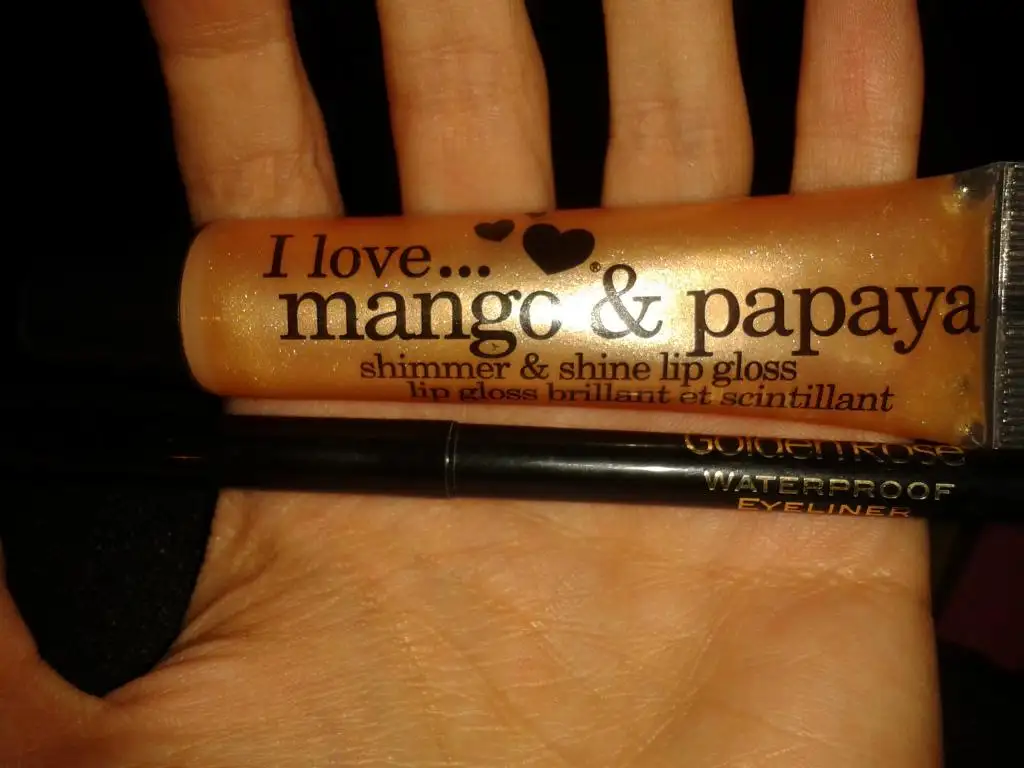 I love...
mango & papaya
shimmer & shine lip gloss
lip gloss brillant et scintillant
Golden Rose
WATERPROOF
EYELINER